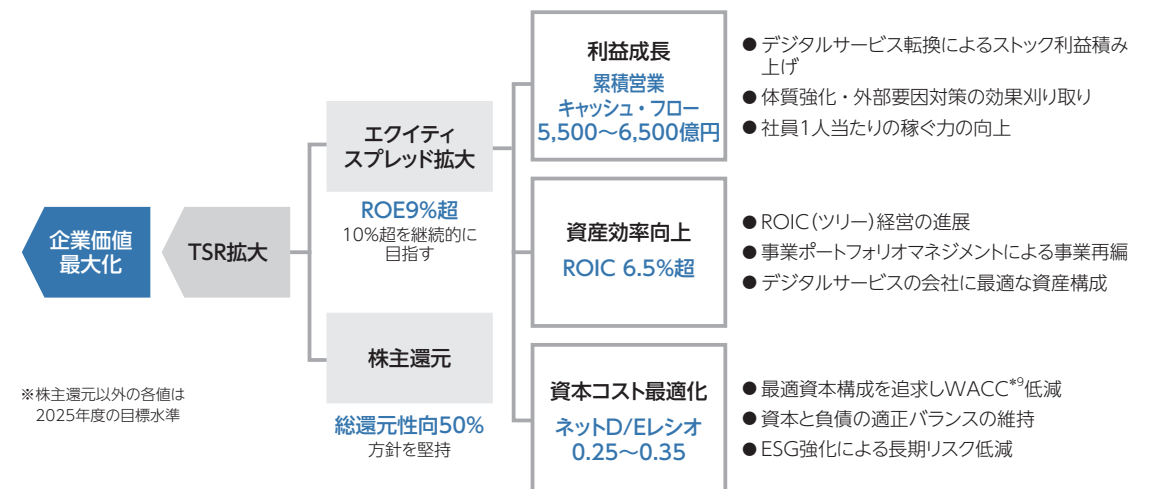 企業価値
最大化
TSR拡大
エクイティ
スプレッド拡大
ROE9%超
10%超を継続的に
目指す
株主還元
総還元性向50%
方針を堅持
利益成長
累積営業
キャッシュ・フロー
5,500〜6,500億円
●デジタルサービス転換によるストック利益積み
上げ
●体質強化・外部要因対策の効果刈り取り
●社員1人当たりの稼ぐ力の向上
資産効率向上
ROIC 6.5%超
●ROIC(ツリー)経営の進展
●事業ポートフォリオマネジメントによる事業再編
●デジタルサービスの会社に最適な資産構成
資本コスト最適化
ネットD/Eレシオ
0.25〜0.35
●最適資本構成を追求しWACC*9低減
●資本と負債の適正バランスの維持
●ESG強化による長期リスク低減
※株主還元以外の各値は
2025年度の目標水準